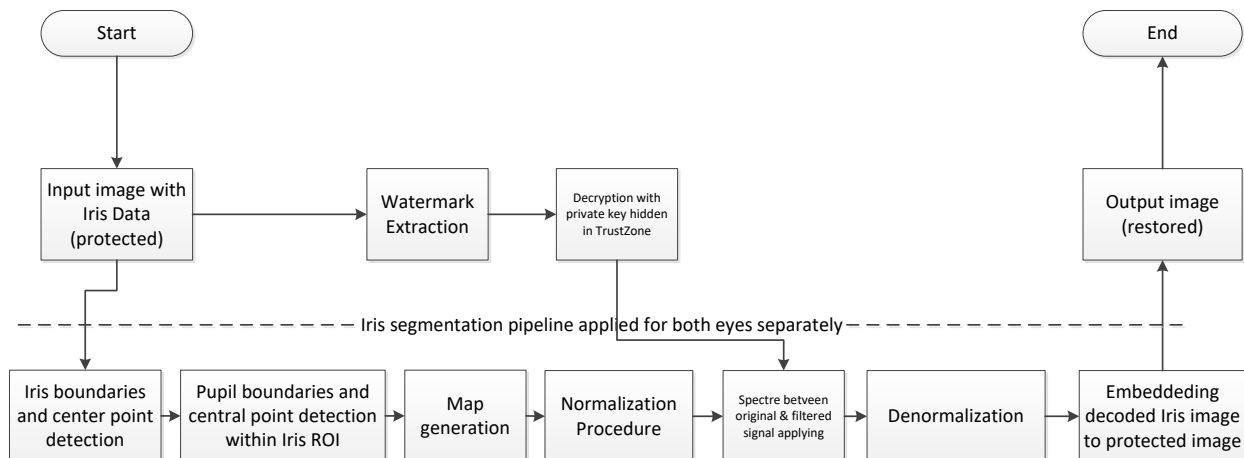 Start
End
Input image with
Iris Data
(protected)
Watermark
Extraction
Decryption with
private key hidden
in TrustZone
Output image
(restored)
Iris segmentation pipeline applied for both eyes separately
Iris boundaries
and center point
detection
Pupil boundaries and
central point detection
within Iris ROI
Map
generation
Normalization
Procedure
Spectre between
original & filtered
signal applying
Denormalization
Embeddeding
decoded Iris image
to protected image